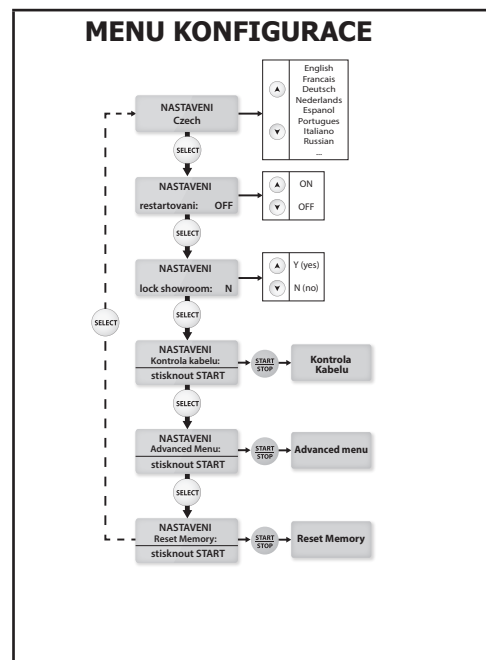 MENU KONFIGURACE
NASTAVENI
Czech
English
Francais
Deutsch
Nederlands
Espanol
Portugues
Italiano
Russian
...
SELECT
NASTAVENI
restartovani: OFF
ON
OFF
SELECT
NASTAVENI
lock showroom: N
Y (yes)
N (no)
SELECT
SELECT
NASTAVENI
Kontrola kabelu:
stisknout START
START
STOP
Kontrola
Kabelu
SELECT
NASTAVENI
Advanced Menu:
stisknout START
START
STOP
Advanced menu
SELECT
NASTAVENI
Reset Memory:
stisknout START
START
STOP
Reset Memory